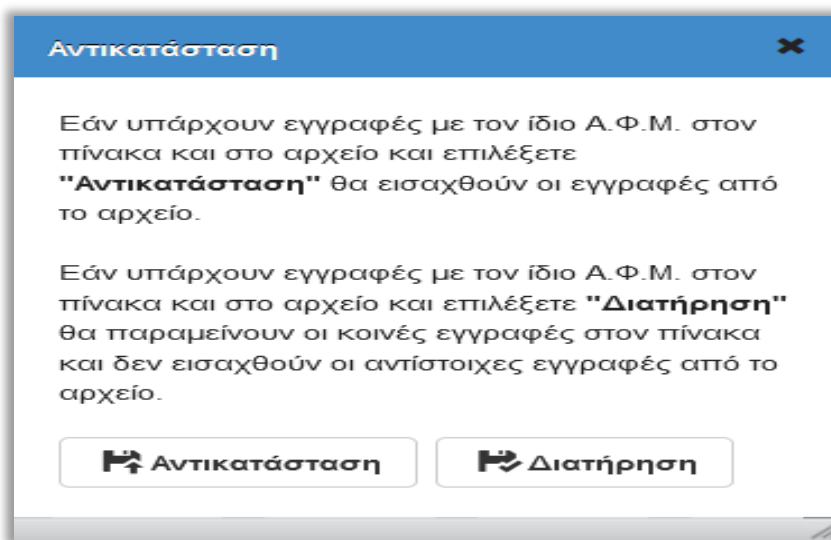 Αντικατάσταση
Εάν υπάρχουν εγγραφές με τον ίδιο Α.Φ.Μ. στον
πίνακα και στο αρχείο και επιλέξετε
"Αντικατάσταση" θα εισαχθούν οι εγγραφές από
το αρχείο.
Εάν υπάρχουν εγγραφές με τον ίδιο Α.Φ.Μ. στον
πίνακα και στο αρχείο και επιλέξετε "Διατήρηση"
θα παραμείνουν οι κοινές εγγραφές στον πίνακα
και δεν εισαχθούν οι αντίστοιχες εγγραφές από το
αρχείο.
Αντικατάσταση Διατήρηση